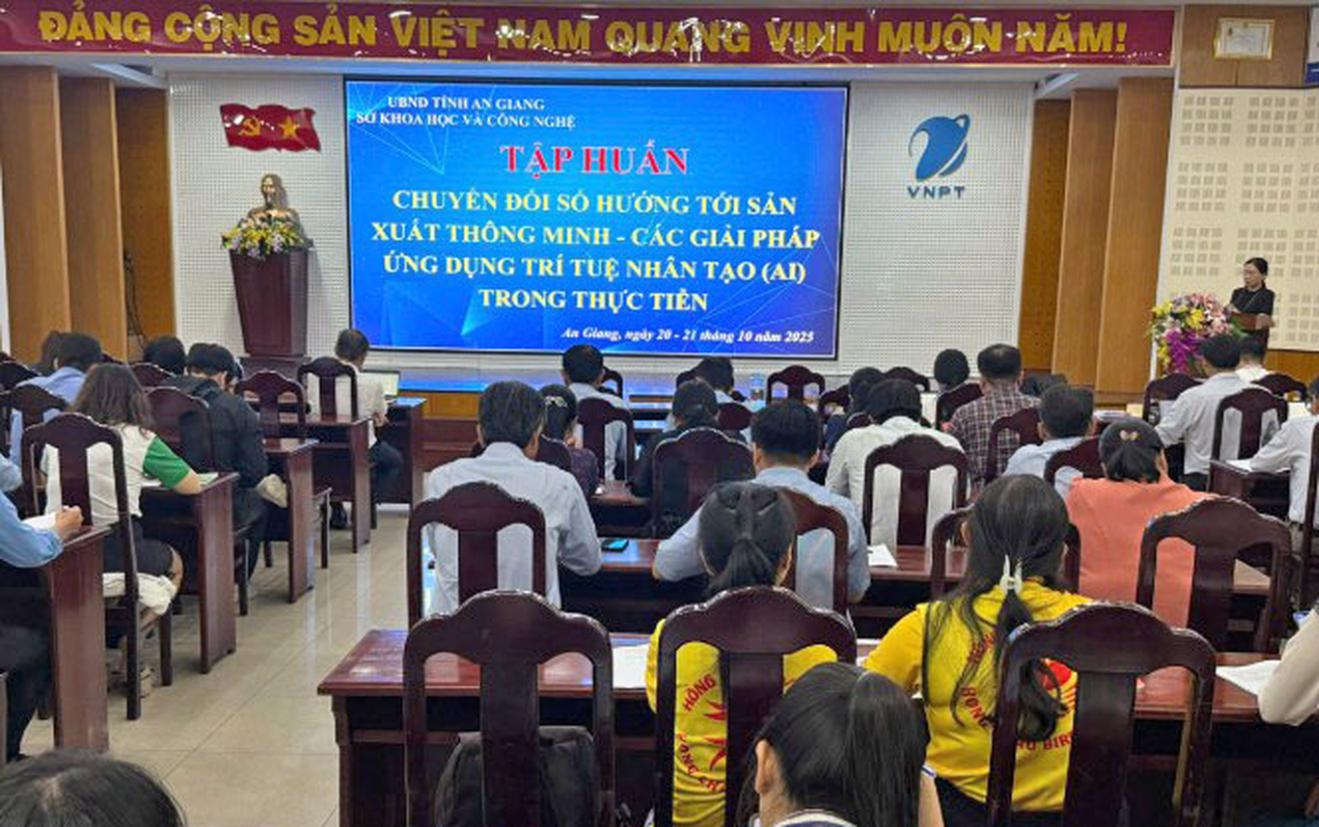 ĐẢNG CỘNG SẢN VIỆT NAM QUANG VINH MUÔN NĂM!
UBND TỈNH AN GIANG
SỞ KHOA HỌC VÀ CÔNG NGHỆ
TẬP HUẤN
CHUYỂN ĐỔI SỐ HƯỚNG TỚI SẢN
XUẤT THÔNG MINH - CÁC GIẢI PHÁP
ỨNG DỤNG TRÍ TUỆ NHÂN TẠO (AI)
TRONG THỰC TIỄN
An Giang, ngày 20 - 21 tháng 10 năm 2025
VNPT
HỒNG